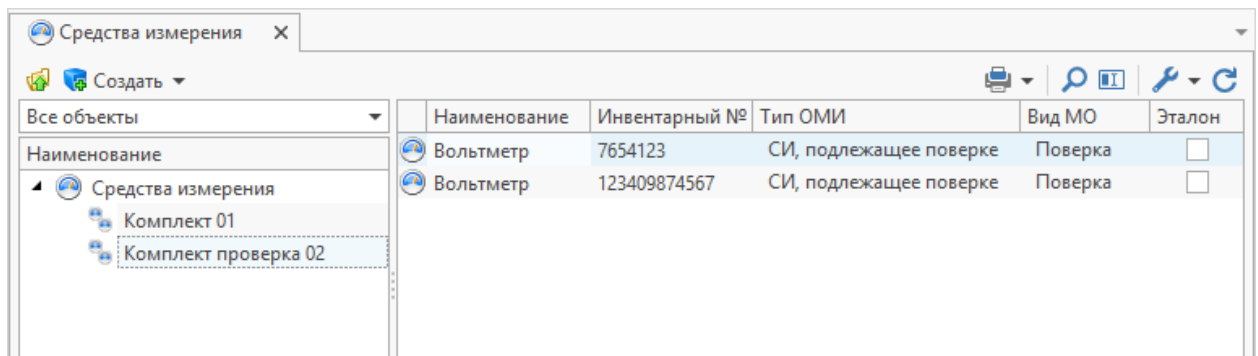 Средства измерения
Создать
Все объекты
Наименование
Средства измерения
Комплект 01
Комплект проверка 02
Наименование Инвентарный № Тип ОМИ Вид МО Эталон
Вольтметр 7654123 СИ, подлежащее поверке Поверка
Вольтметр 123409874567 СИ, подлежащее поверке Поверка